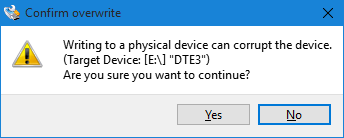 Confirm overwrite
Writing to a physical device can corrupt the device.
(Target Device: [E:\] "DTE3")
Are you sure you want to continue?
Yes
No